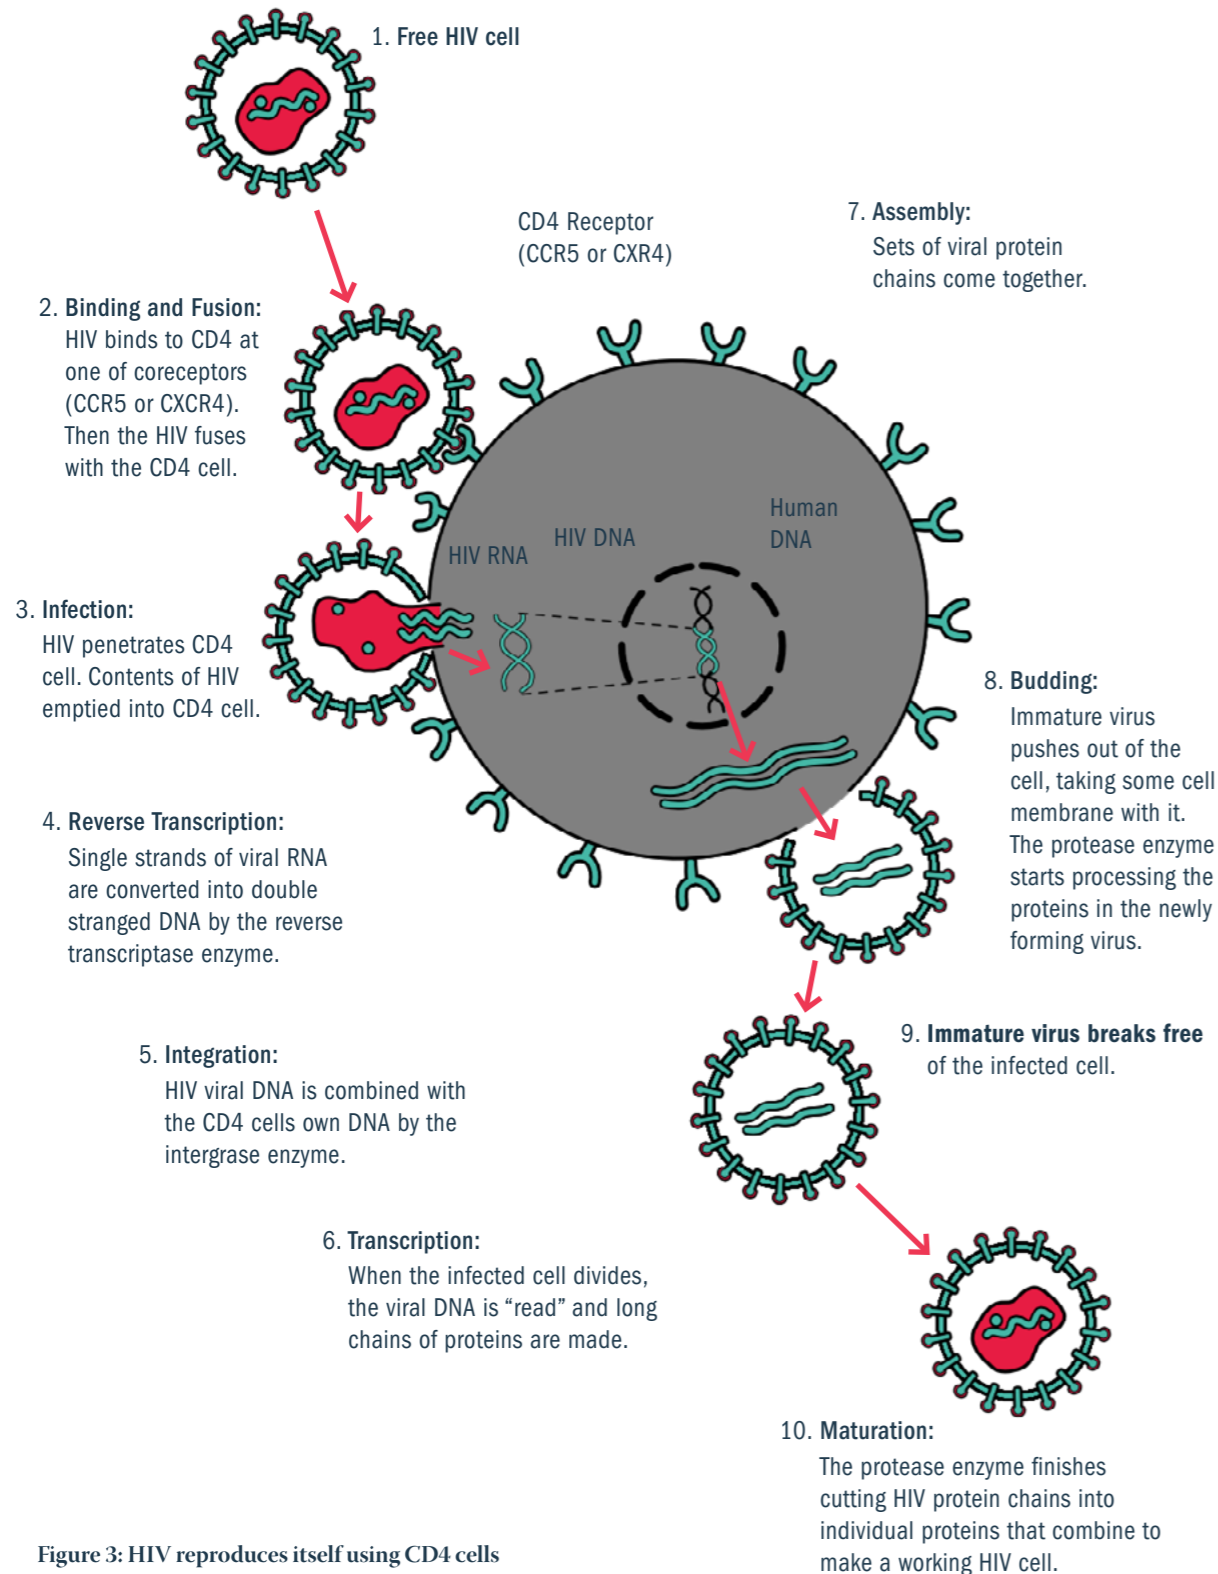 1. Free HIV cell
CD4 Receptor
(CCR5 or CXR4)
2. Binding and Fusion:
HIV binds to CD4 at
one of coreceptors
(CCR5 or CXCR4).
Then the HIV fuses
with the CD4 cell.
3. Infection:
HIV penetrates CD4
cell. Contents of HIV
emptied into CD4 cell.
HIV RNA
HIV DNA
Human
DNA
4. Reverse Transcription:
Single strands of viral RNA
are converted into double
stranged DNA by the reverse
transcriptase enzyme.
5. Integration:
HIV viral DNA is combined with
the CD4 cells own DNA by the
intergrase enzyme.
6. Transcription:
When the infected cell divides,
the viral DNA is “read” and long
chains of proteins are made.
7. Assembly:
Sets of viral protein
chains come together.
8. Budding:
Immature virus
pushes out of the
cell, taking some cell
membrane with it.
The protease enzyme
starts processing the
proteins in the newly
forming virus.
9. Immature virus breaks free
of the infected cell.
10. Maturation:
The protease enzyme finishes
cutting HIV protein chains into
individual proteins that combine to
make a working HIV cell.
Figure 3: HIV reproduces itself using CD4 cells